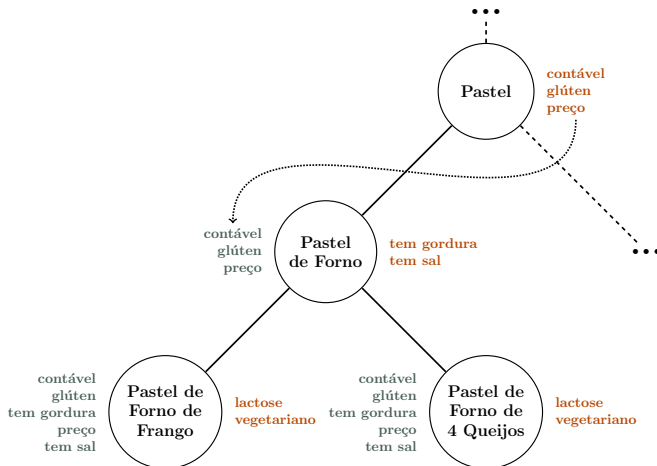 Pastel
contável
glúten
preço
contável
glúten
preço
Pastel
de Forno
tem gordura
tem sal
contável
glúten
tem gordura
preço
tem sal
Pastel de
Forno de
Frango
lactose
vegetariano
contável
glúten
tem gordura
preço
tem sal
Pastel de
Forno de
4 Queijos
lactose
vegetariano